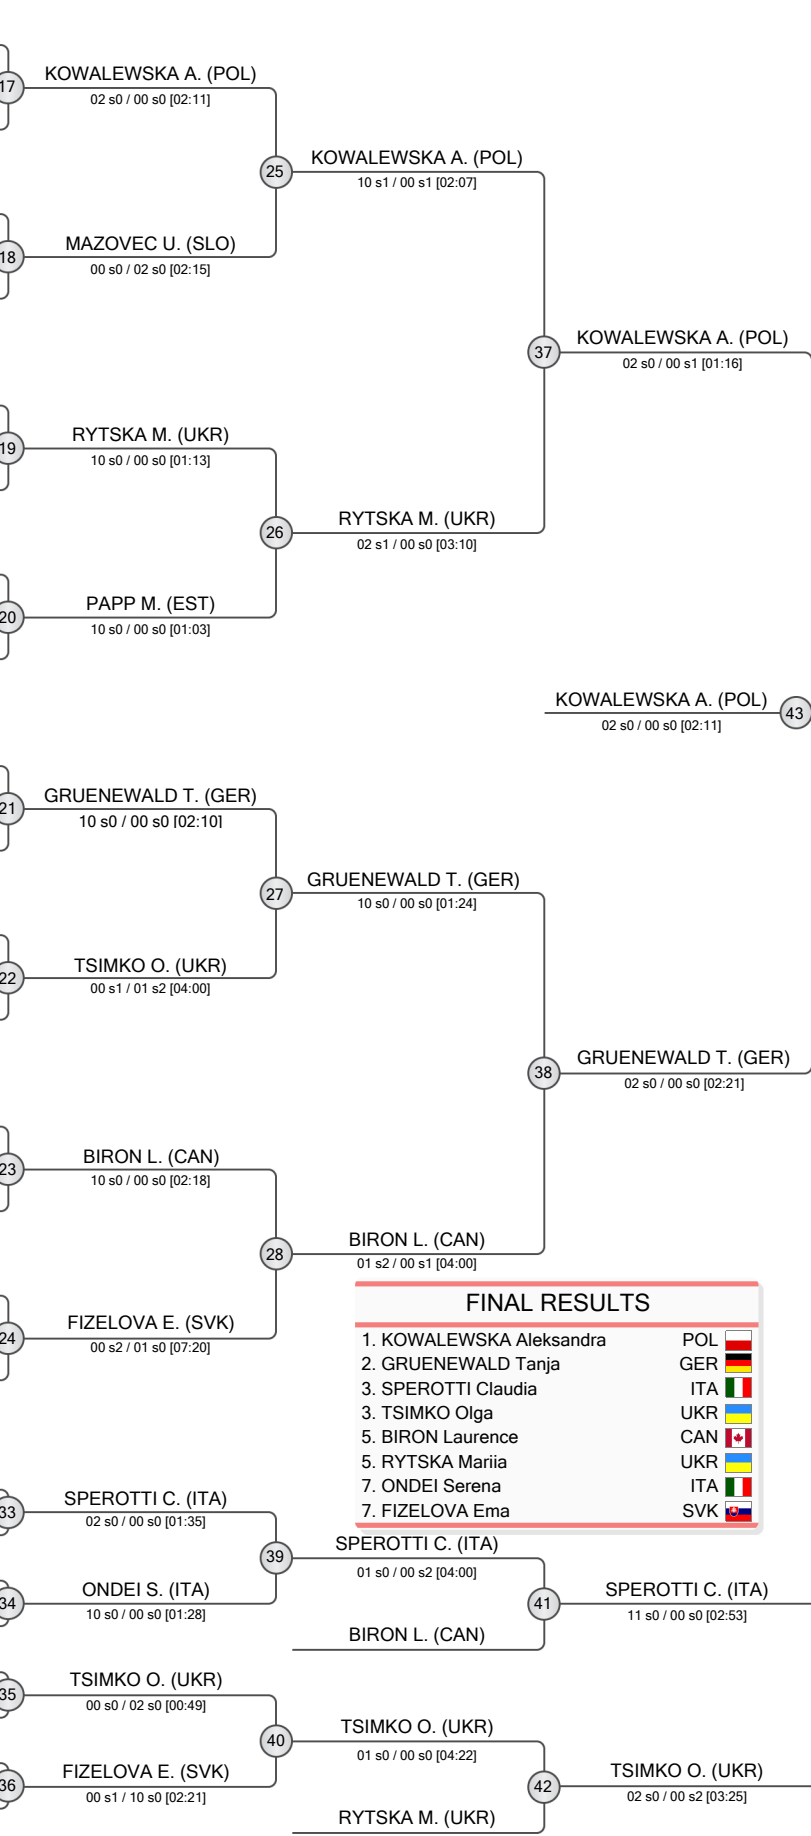 17
KOWALEWSKA A. (POL)
02 s0 / 00 s0 [02:11]
25
KOWALEWSKA A. (POL)
10 s1 / 00 s1 [02:07]
18
MAZOVEC U. (SLO)
00 s0 / 02 s0 [02:15]
37
KOWALEWSKA A. (POL)
02 s0 / 00 s1 [01:16]
19
RYTSKA M. (UKR)
10 s0 / 00 s0 [01:13]
26
RYTSKA M. (UKR)
02 s1 / 00 s0 [03:10]
20
PAPP M. (EST)
10 s0 / 00 s0 [01:03]
KOWALEWSKA A. (POL)
02 s0 / 00 s0 [02:11]
43
21
GRUENEWALD T. (GER)
10 s0 / 00 s0 [02:10]
27
GRUENEWALD T. (GER)
10 s0 / 00 s0 [01:24]
22
TSIMKO O. (UKR)
00 s1 / 01 s2 [04:00]
38
GRUENEWALD T. (GER)
02 s0 / 00 s0 [02:21]
23
BIRON L. (CAN)
10 s0 / 00 s0 [02:18]
28
BIRON L. (CAN)
01 s2 / 00 s1 [04:00]
24
FIZELOVA E. (SVK)
00 s2 / 01 s0 [07:20]
FINAL RESULTS
1. KOWALEWSKA Aleksandra POL
2. GRUENEWALD Tanja GER
3. SPEROTTI Claudia ITA
3. TSIMKO Olga UKR
5. BIRON Laurence CAN
5. RYTSKA Mariia UKR
7. ONDEI Serena ITA
7. FIZELOVA Ema SVK
33
SPEROTTI C. (ITA)
02 s0 / 00 s0 [01:35]
39
SPEROTTI C. (ITA)
01 s0 / 00 s2 [04:00]
34
ONDEI S. (ITA)
10 s0 / 00 s0 [01:28]
41
SPEROTTI C. (ITA)
11 s0 / 00 s0 [02:53]
BIRON L. (CAN)
35
TSIMKO O. (UKR)
00 s0 / 02 s0 [00:49]
40
TSIMKO O. (UKR)
01 s0 / 00 s0 [04:22]
36
FIZELOVA E. (SVK)
00 s1 / 10 s0 [02:21]
42
TSIMKO O. (UKR)
02 s0 / 00 s2 [03:25]
RYTSKA M. (UKR)